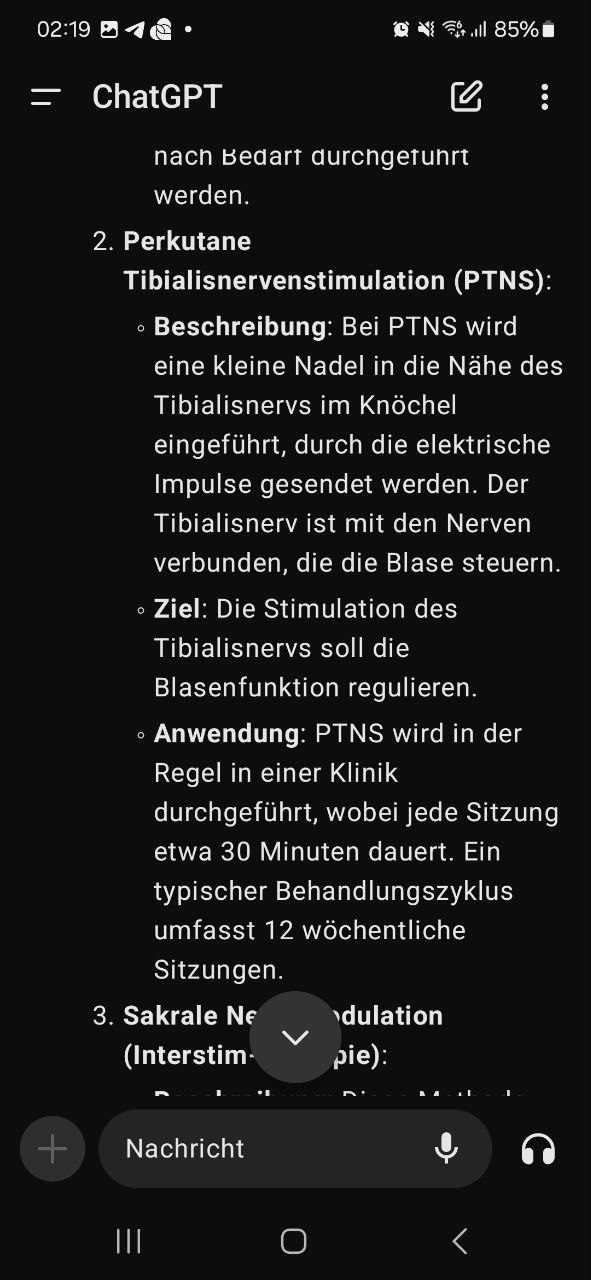 02:19
85%
ChatGPT
nach Bedarf durchgeführt
werden.
2. Perkutane
Tibialisnervenstimulation (PTNS):
◦ Beschreibung: Bei PTNS wird
eine kleine Nadel in die Nähe des
Tibialisnervs im Knöchel
eingeführt, durch die elektrische
Impulse gesendet werden. Der
Tibialisnerv ist mit den Nerven
verbunden, die die Blase steuern.
◦ Ziel: Die Stimulation des
Tibialisnervs soll die
Blasenfunktion regulieren.
◦ Anwendung: PTNS wird in der
Regel in einer Klinik
durchgeführt, wobei jede Sitzung
etwa 30 Minuten dauert. Ein
typischer Behandlungszyklus
umfasst 12 wöchentliche
Sitzungen.
3. Sakrale Ne odulation
(Interstim- pie):
Beschreibung: Diese Methode
Nachricht